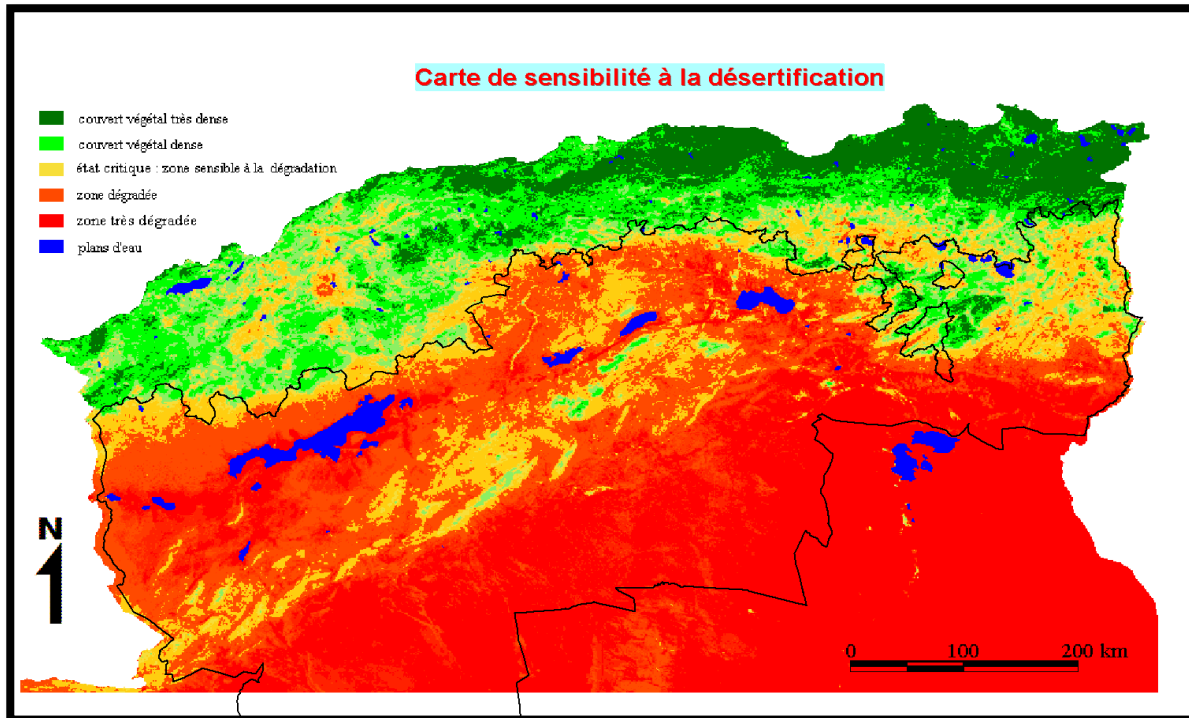 Carte de sensibilité à la désertification
couvert végétal très dense
couvert végétal dense
état critique : zone sensible à la dégradation
zone dégradée
zone très dégradée
plans d'eau
N
0 100 200 km